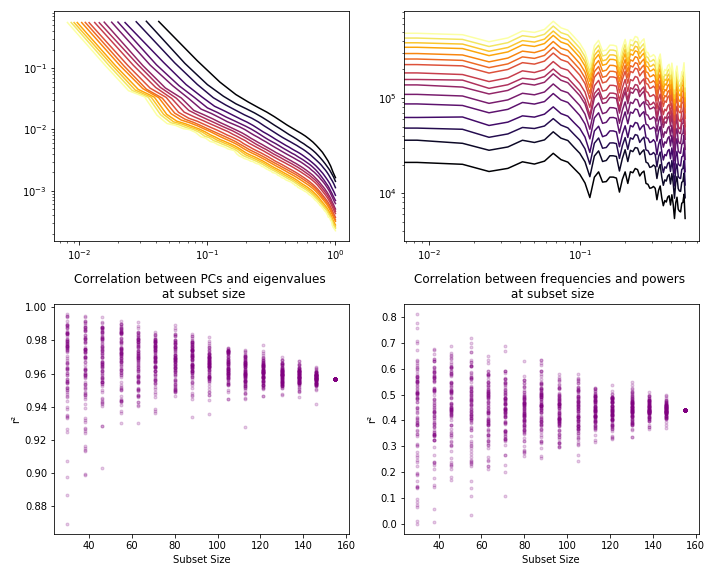 10⁻¹
10⁻²
10⁻³
10⁻² 10⁻¹ 10⁰
10⁵
10⁴
10⁻² 10⁻¹
Correlation between PCs and eigenvalues
at subset size
1.00
0.98
0.96
0.94
0.92
0.90
0.88
r²
40 60 80 100 120 140 160
Subset Size
Correlation between frequencies and powers
at subset size
0.8
0.7
0.6
0.5
0.4
0.3
0.2
0.1
0.0
r²
40 60 80 100 120 140 160
Subset Size